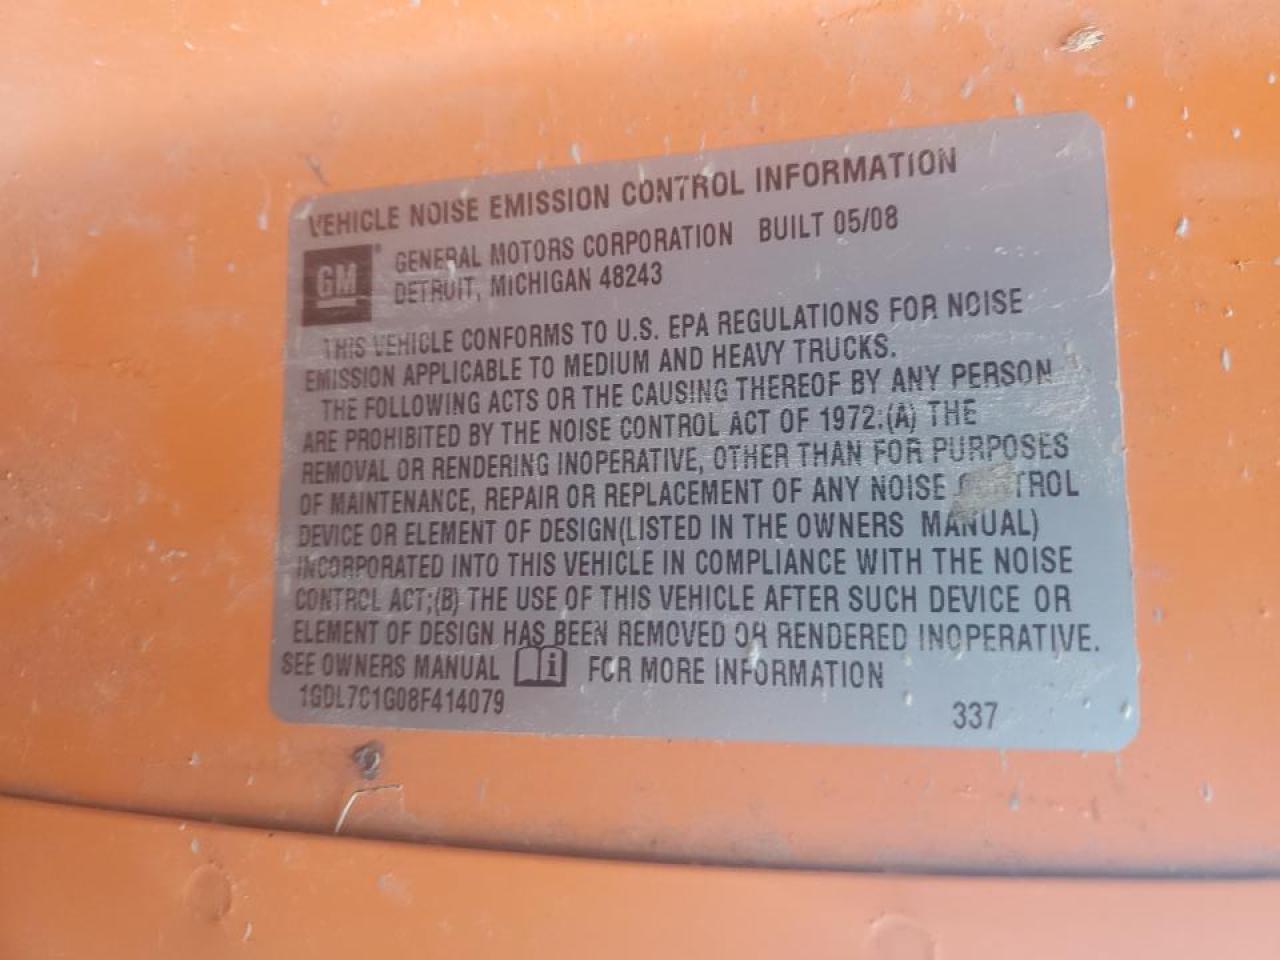 VEHICLE NOISE EMISSION CONTROL INFORMATION
GM® GENERAL MOTORS CORPORATION BUILT 05/08
DETROIT, MICHIGAN 48243
THIS VEHICLE CONFORMS TO U.S. EPA REGULATIONS FOR NOISE
EMISSION APPLICABLE TO MEDIUM AND HEAVY TRUCKS.
THE FOLLOWING ACTS OR THE CAUSING THEREOF BY ANY PERSON
ARE PROHIBITED BY THE NOISE CONTROL ACT OF 1972:(A) THE
REMOVAL OR RENDERING INOPERATIVE, OTHER THAN FOR PURPOSES
OF MAINTENANCE, REPAIR OR REPLACEMENT OF ANY NOISE CONTROL
DEVICE OR ELEMENT OF DESIGN(LISTED IN THE OWNERS MANUAL)
INCORPORATED INTO THIS VEHICLE IN COMPLIANCE WITH THE NOISE
CONTROL ACT;(B) THE USE OF THIS VEHICLE AFTER SUCH DEVICE OR
ELEMENT OF DESIGN HAS BEEN REMOVED OR RENDERED INOPERATIVE.
SEE OWNERS MANUAL i FOR MORE INFORMATION
1GDL7C1G08F414079 337